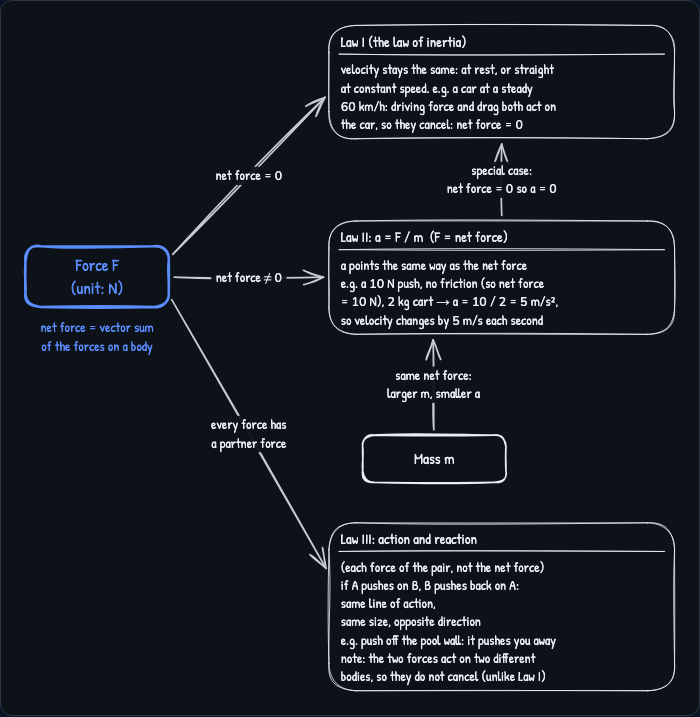 Law I (the law of inertia)
velocity stays the same: at rest, or straight
at constant speed. e.g. a car at a steady
60 km/h: driving force and drag both act on
the car, so they cancel: net force = 0
net force = 0
special case:
net force = 0 so a = 0
Force F
(unit: N)
net force = vector sum
of the forces on a body
net force ≠ 0
Law II: a = F / m (F = net force)
a points the same way as the net force
e.g. a 10 N push, no friction (so net force
= 10 N), 2 kg cart → a = 10 / 2 = 5 m/s²,
so velocity changes by 5 m/s each second
same net force:
larger m, smaller a
every force has
a partner force
Mass m
Law III: action and reaction
(each force of the pair, not the net force)
if A pushes on B, B pushes back on A:
same line of action,
same size, opposite direction
e.g. push off the pool wall: it pushes you away
note: the two forces act on two different
bodies, so they do not cancel (unlike Law I)